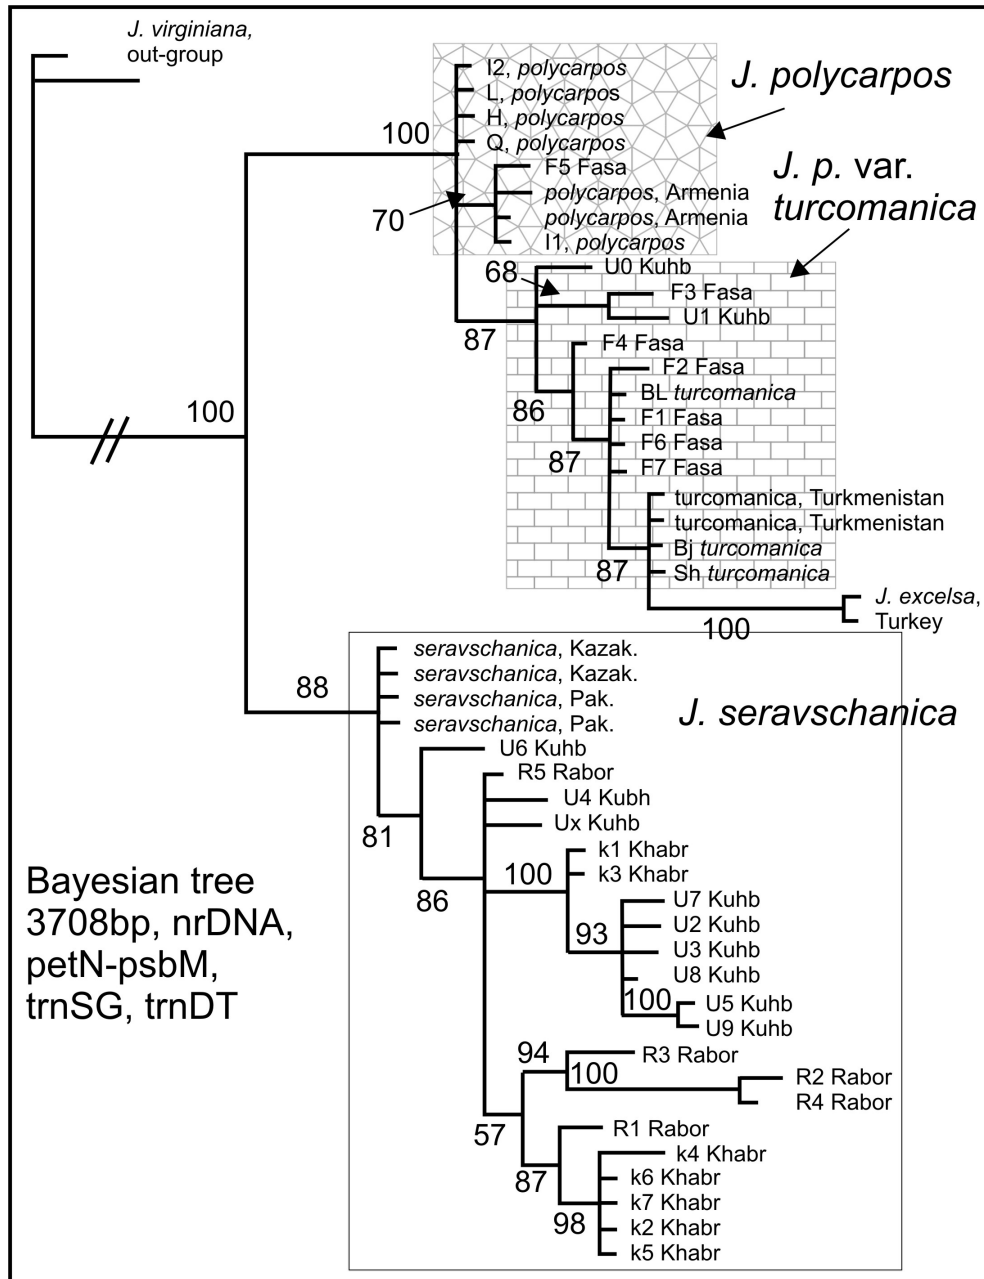 J. virginiana,
out-group
I2, polycarpos
L, polycarpos
H, polycarpos
Q, polycarpos
F5 Fasa
polycarpos, Armenia
polycarpos, Armenia
I1, polycarpos
J. polycarpos
J. p. var.
turcomanica
100
70
68
87
U0 Kuhb
F3 Fasa
U1 Kuhb
F4 Fasa
F2 Fasa
BL turcomanica
F1 Fasa
F6 Fasa
F7 Fasa
turcomanica, Turkmenistan
turcomanica, Turkmenistan
Bj turcomanica
Sh turcomanica
86
87
87
100
J. excelsa,
Turkey
100
88
seravschanica, Kazak.
seravschanica, Kazak.
seravschanica, Pak.
seravschanica, Pak.
J. seravschanica
U6 Kuhb
R5 Rabor
U4 Kubh
Ux Kuhb
81
86
100
k1 Khabr
k3 Khabr
93
U7 Kuhb
U2 Kuhb
U3 Kuhb
U8 Kuhb
100
U5 Kuhb
U9 Kuhb
94
R3 Rabor
100
R2 Rabor
R4 Rabor
57
R1 Rabor
87
k4 Khabr
k6 Khabr
k7 Khabr
k2 Khabr
k5 Khabr
98
Bayesian tree
3708bp, nrDNA,
petN-psbM,
trnSG, trnDT